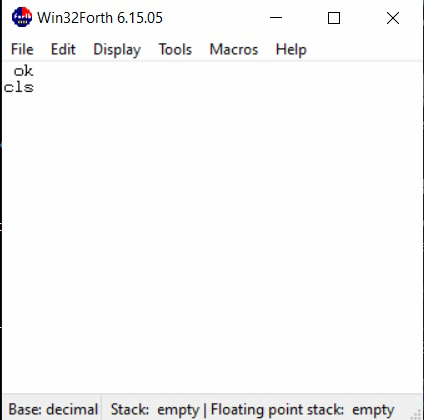 Win32Forth 6.15.05
File Edit Display Tools Macros Help
ok
cls
Base: decimal Stack: empty | Floating point stack: empty